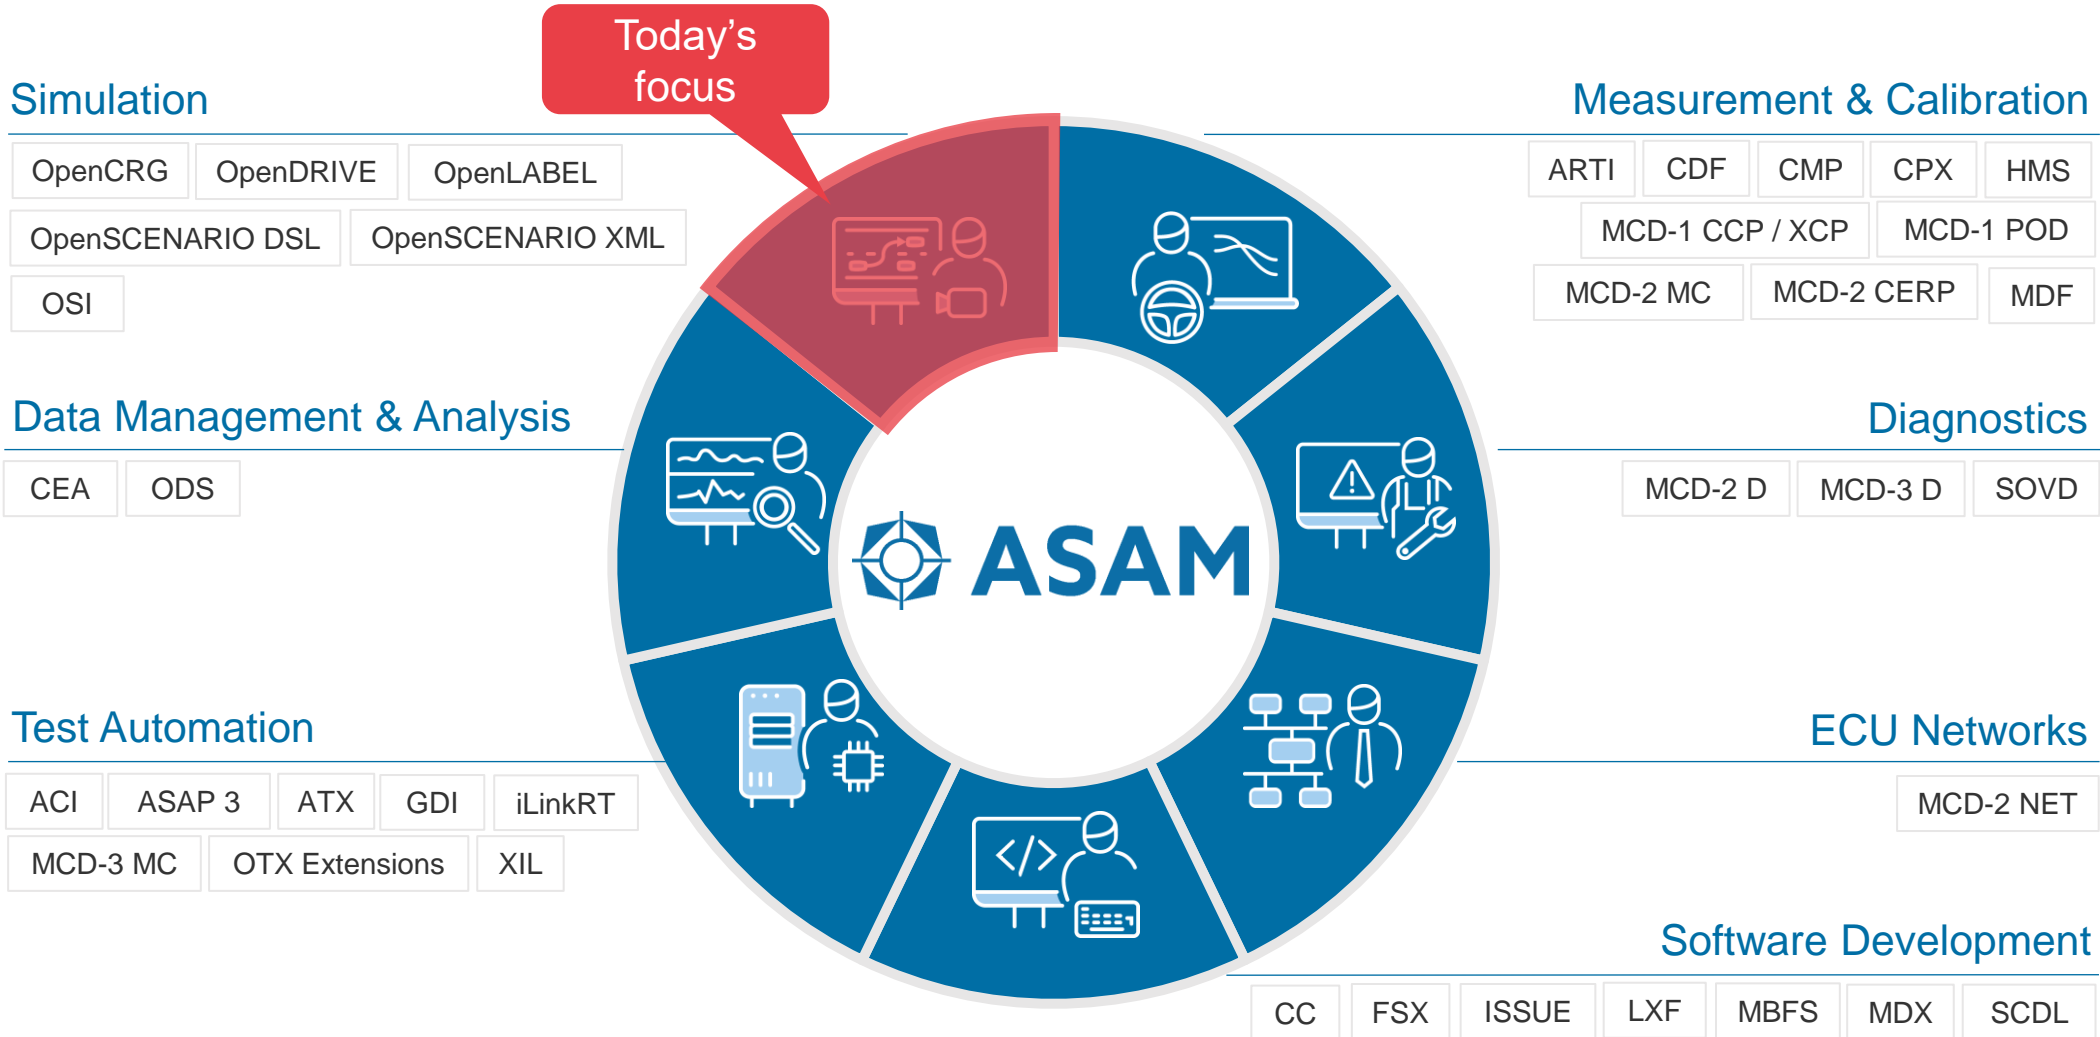 Today's
focus
Simulation
OpenCRG OpenDRIVE OpenLABEL
OpenSCENARIO DSL OpenSCENARIO XML
OSI
Measurement & Calibration
ARTI CDF CMP CPX HMS
MCD-1 CCP / XCP MCD-1 POD
MCD-2 MC MCD-2 CERP MDF
Data Management & Analysis
CEA ODS
Diagnostics
MCD-2 D MCD-3 D SOVD
ASAM
Test Automation
ACI ASAP 3 ATX GDI iLinkRT
MCD-3 MC OTX Extensions XIL
ECU Networks
MCD-2 NET
</>
Software Development
CC FSX ISSUE LXF MBFS MDX SCDL